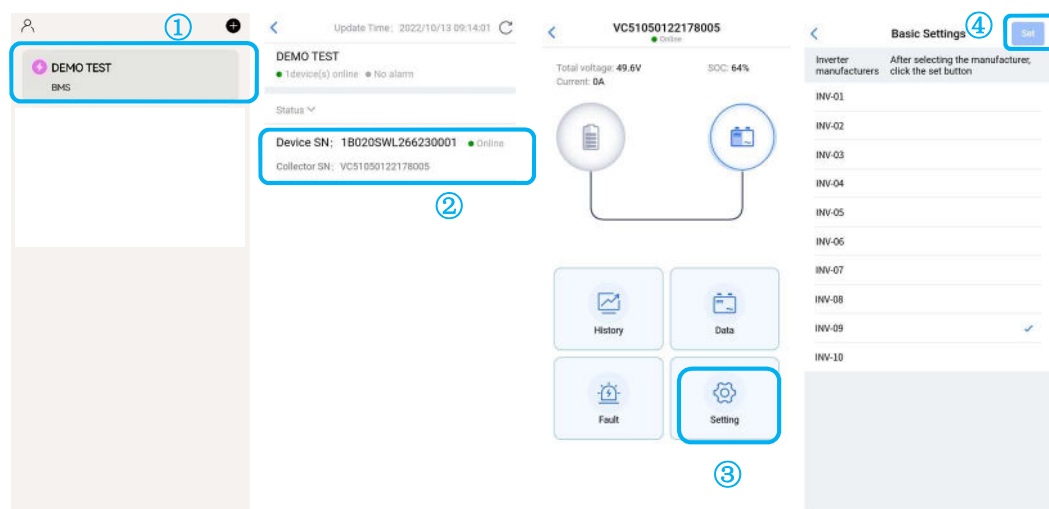 ①
DEMO TEST
BMS
Update Time: 2022/10/13 09:14:01
DEMO TEST
1device(s) online No alarm
Status
Device SN: 1B020SWL266230001 Online
Collector SN: VC51050122178005
②
VC51050122178005
Online
Total voltage: 49.6V SOC: 64%
Current: 0A
History Data
Fault Setting
③
④
Basic Settings Set
Inverter manufacturers
After selecting the manufacturer, click the set button
INV-01
INV-02
INV-03
INV-04
INV-05
INV-06
INV-07
INV-08
INV-09
INV-10